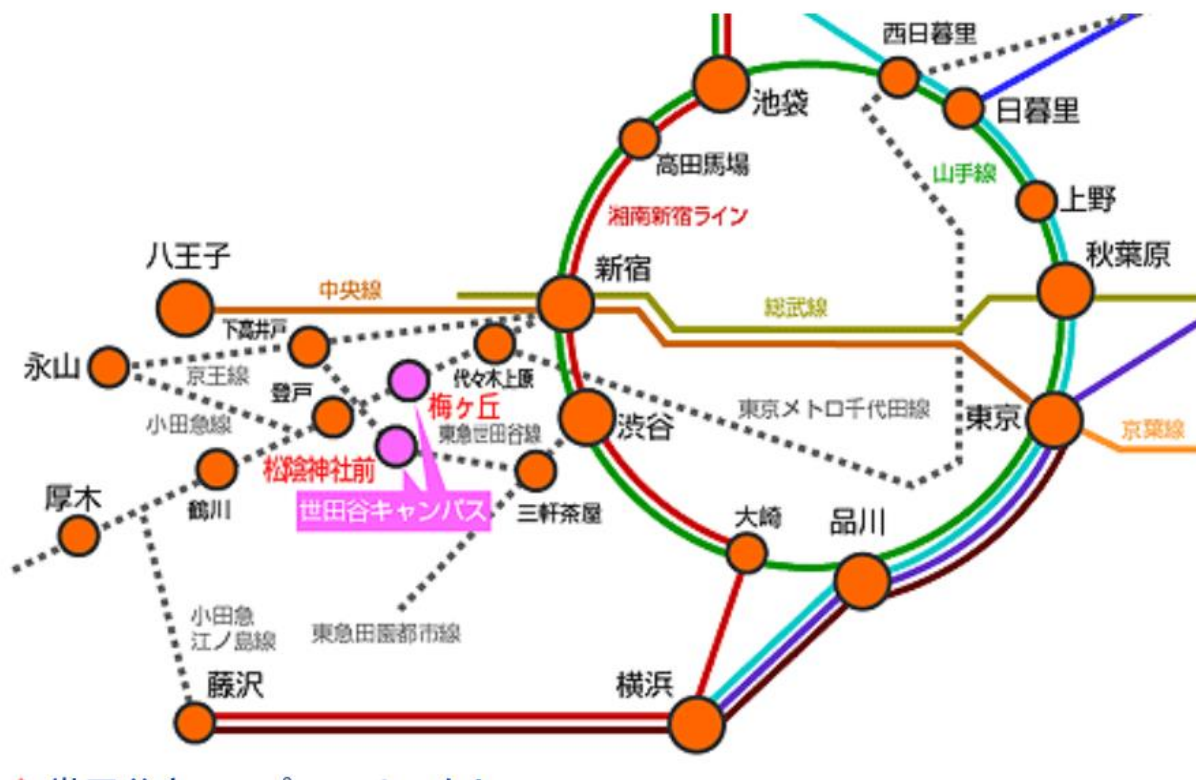 西日暮里
池袋
日暮里
高田馬場
山手線
上野
湘南新宿ライン
秋葉原
八王子
新宿
中央線
総武線
下高井戸
永山
京王線
代々木上原
登戸
梅ヶ丘
東京メトロ千代田線
東京
小田急線
東急世田谷線
渋谷
京葉線
松陰神社前
厚木
鶴川
世田谷キャンパス
三軒茶屋
大崎
品川
小田急
江ノ島線
東急田園都市線
藤沢
横浜